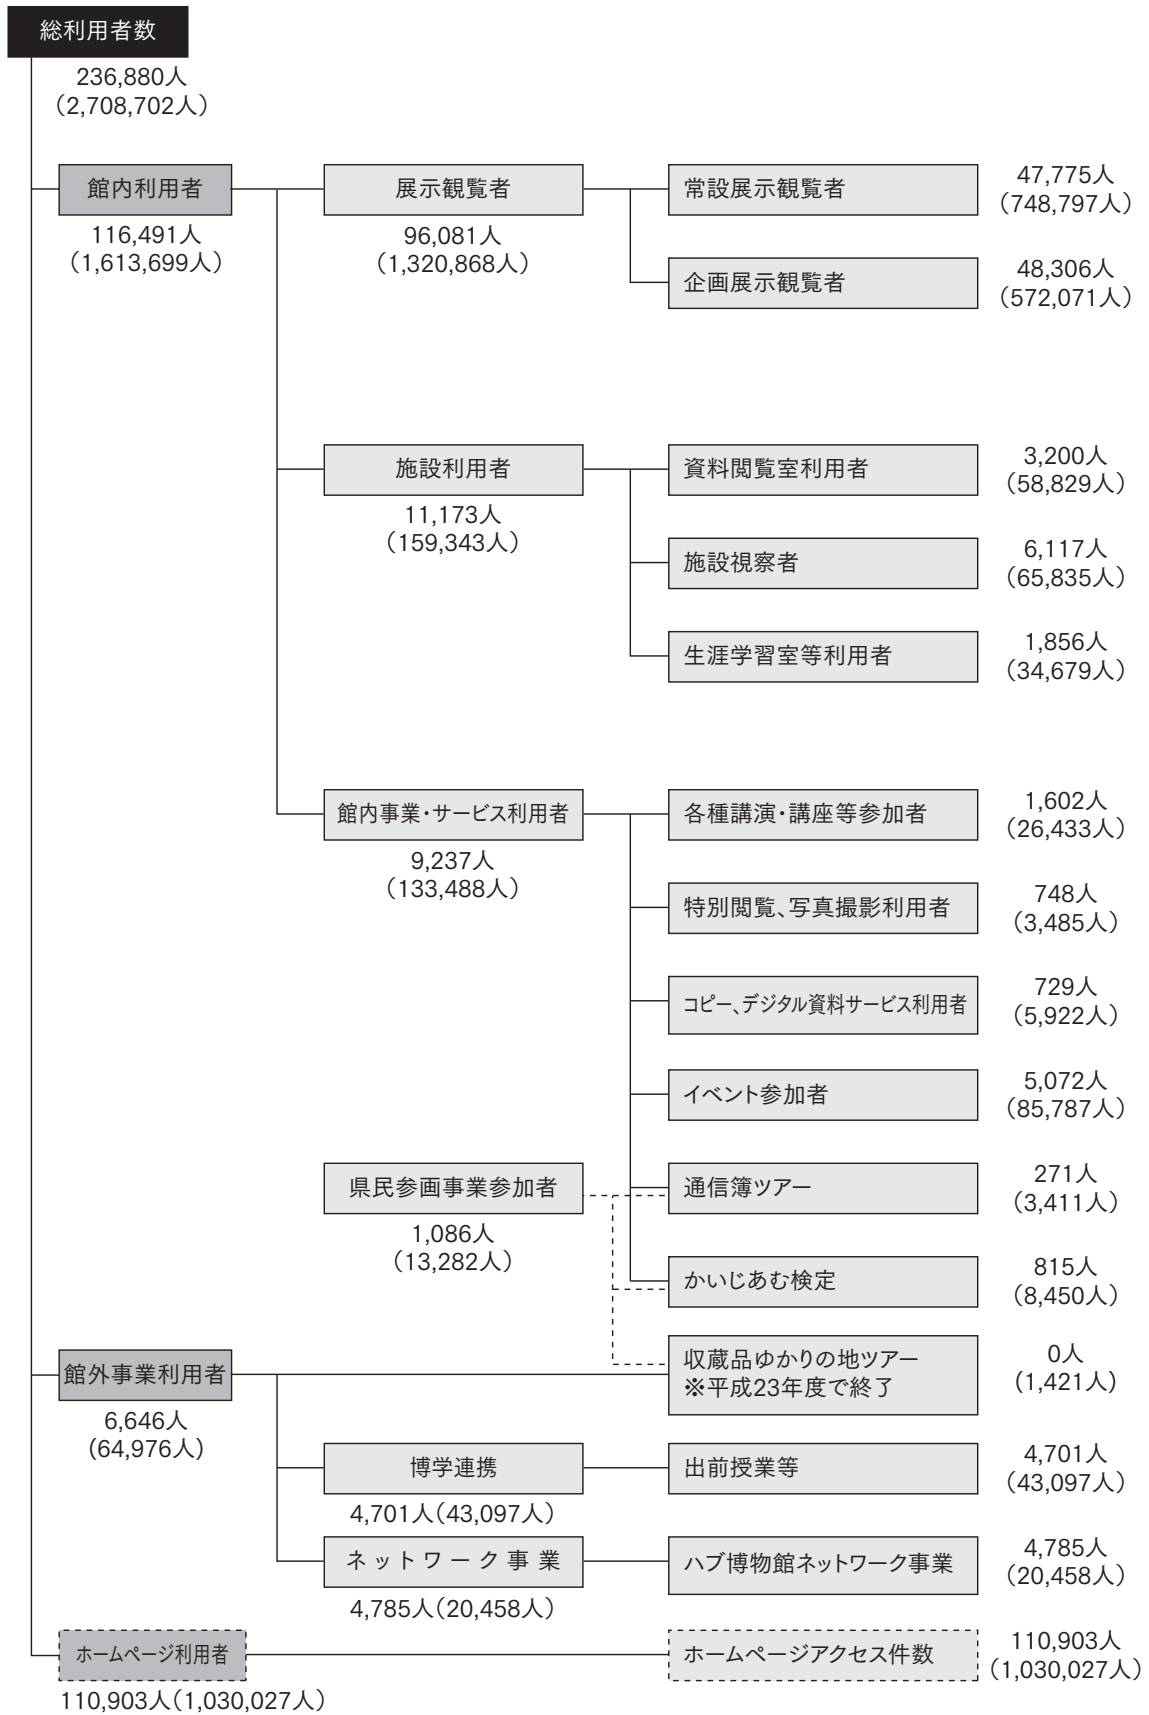 総利用者数
236,880人
（2,708,702人）
館内利用者
116,491人
（1,613,699人）
展示観覧者
96,081人
（1,320,868人）
常設展示観覧者
47,775人
（748,797人）
企画展示観覧者
48,306人
（572,071人）
施設利用者
11,173人
（159,343人）
資料閲覧室利用者
3,200人
（58,829人）
施設視察者
6,117人
（65,835人）
生涯学習室等利用者
1,856人
（34,679人）
館内事業・サービス利用者
9,237人
（133,488人）
各種講演・講座等参加者
1,602人
（26,433人）
特別閲覧、写真撮影利用者
748人
（3,485人）
コピー、デジタル資料サービス利用者
729人
（5,922人）
イベント参加者
5,072人
（85,787人）
県民参画事業参加者
1,086人
（13,282人）
通信簿ツアー
271人
（3,411人）
かいじあむ検定
815人
（8,450人）
館外事業利用者
6,646人
（64,976人）
収蔵品ゆかりの地ツアー
※平成23年度で終了
0人
（1,421人）
博学連携
4,701人（43,097人）
出前授業等
4,701人
（43,097人）
ネットワーク事業
4,785人（20,458人）
ハブ博物館ネットワーク事業
4,785人
（20,458人）
ホームページ利用者
110,903人（1,030,027人）
ホームページアクセス件数
110,903人
（1,030,027人）